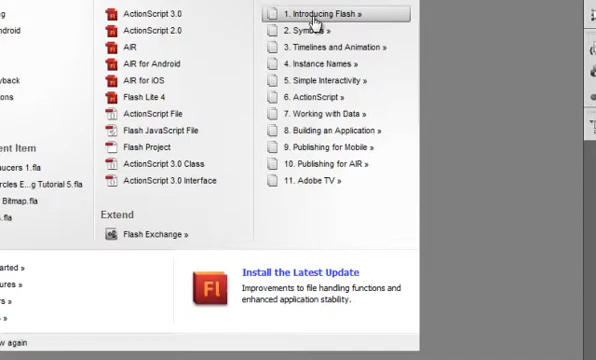 ng
ndroid
yback
ons
ent Item
aucers 1.fla
rcles E...g Tutorial 5.fla
Bitmap.fla
s.fla
arted »
ures »
rs »
s »
w again
ActionScript 3.0
ActionScript 2.0
AIR
AIR for Android
AIR for iOS
Flash Lite 4
ActionScript File
Flash JavaScript File
Flash Project
ActionScript 3.0 Class
ActionScript 3.0 Interface
Extend
Flash Exchange »
1. Introducing Flash »
2. Symbols »
3. Timelines and Animation »
4. Instance Names »
5. Simple Interactivity »
6. ActionScript »
7. Working with Data »
8. Building an Application »
9. Publishing for Mobile »
10. Publishing for AIR »
11. Adobe TV »
Fl
Install the Latest Update
Improvements to file handling functions and
enhanced application stability.